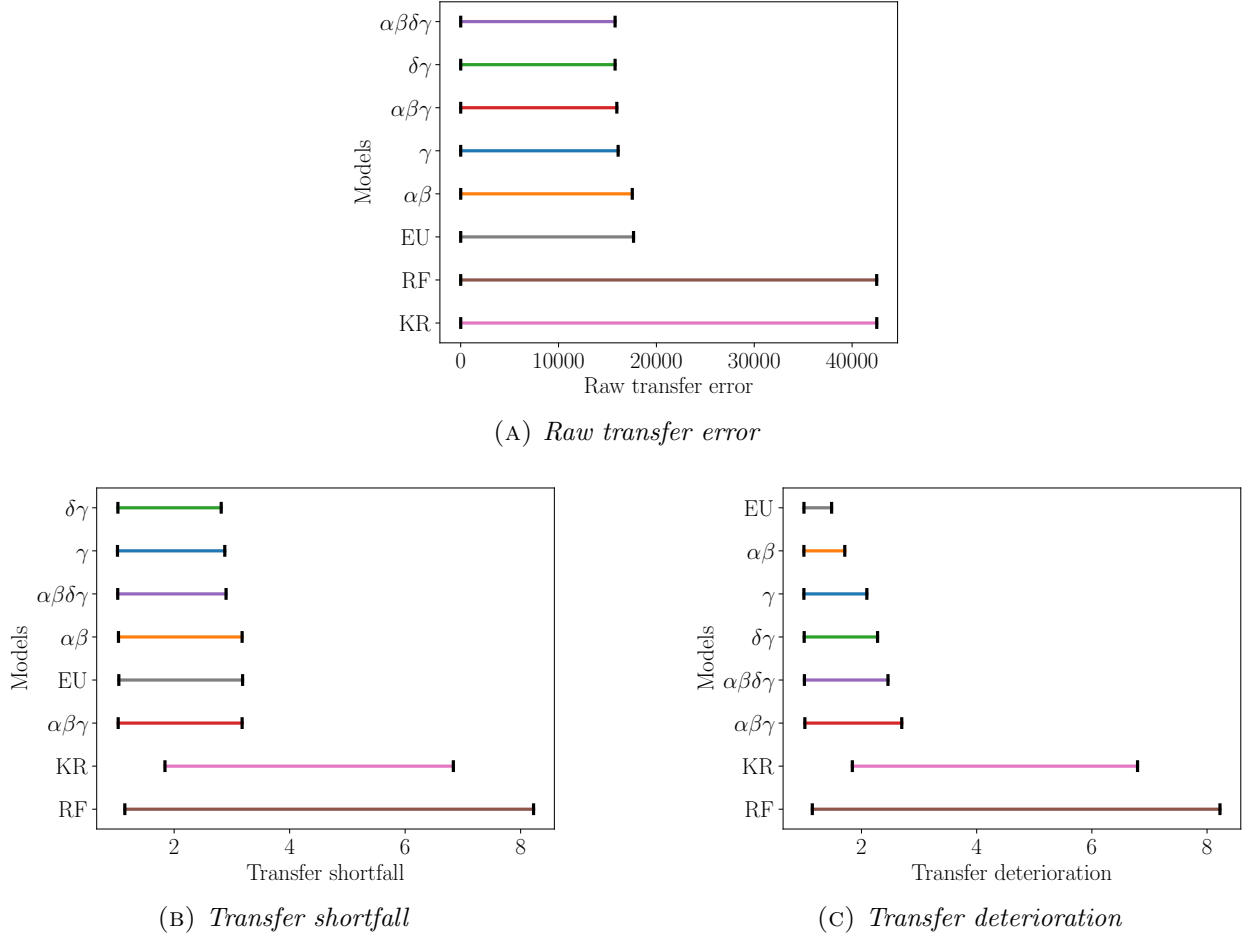 Models
αβδγ
δγ
αβγ
γ
αβ
EU
RF
KR
0 10000 20000 30000 40000
Raw transfer error
(A) Raw transfer error
Models
δγ
γ
αβδγ
αβ
EU
αβγ
KR
RF
2 4 6 8
Transfer shortfall
(B) Transfer shortfall
Models
EU
αβ
γ
δγ
αβδγ
αβγ
KR
RF
2 4 6 8
Transfer deterioration
(C) Transfer deterioration